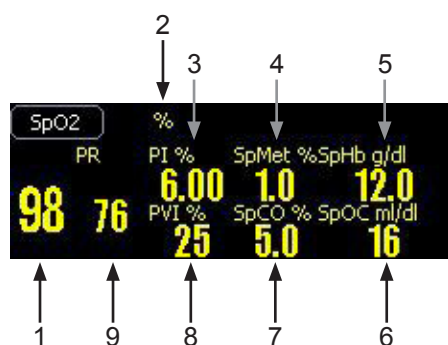 2
3 4 5
SpO2 %
PR PI % SpMet % SpHb g/dl
6.00 1.0 12.0
98 76 PVI % SpCO % SpOC ml/dl
25 5.0 16
1 9 8 7 6